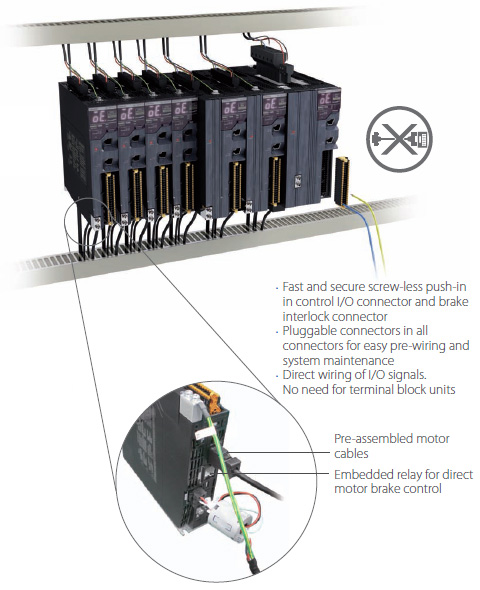 · Fast and secure screw-less push-in
in control I/O connector and brake
interlock connector
· Pluggable connectors in all
connectors for easy pre-wiring and
system maintenance
· Direct wiring of I/O signals.
No need for terminal block units
Pre-assembled motor
cables
Embedded relay for direct
motor brake control